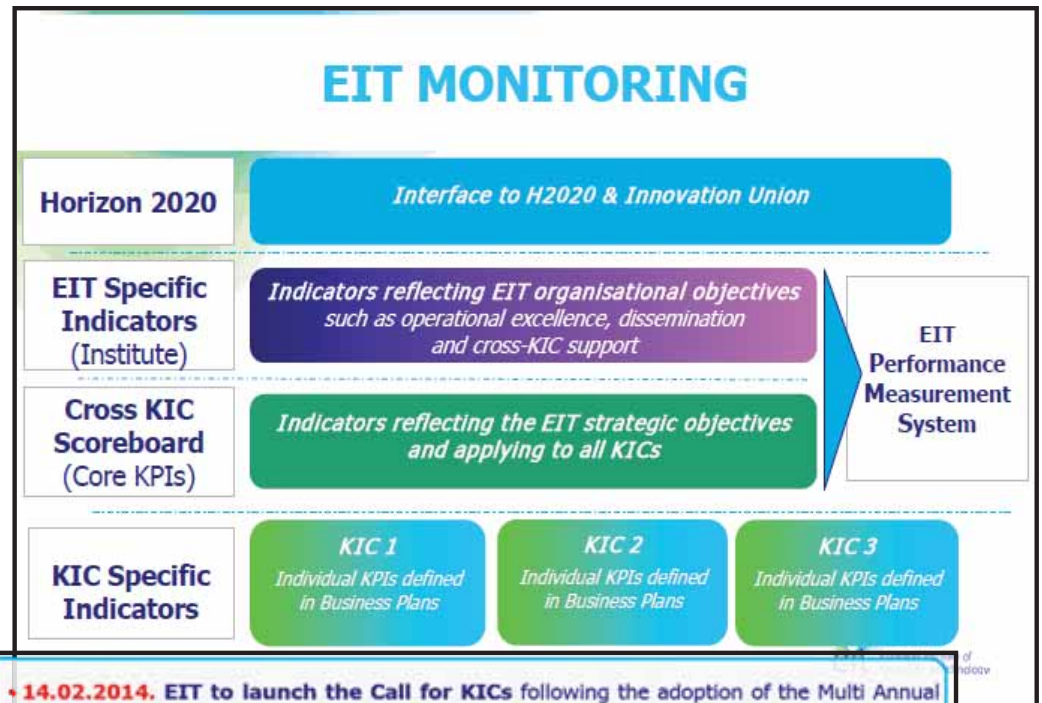 EIT MONITORING
Horizon 2020
Interface to H2020 & Innovation Union
EIT Specific
Indicators
(Institute)
Indicators reflecting EIT organisational objectives
such as operational excellence, dissemination
and cross-KIC support
Cross KIC
Scoreboard
(Core KPIs)
Indicators reflecting the EIT strategic objectives
and applying to all KICs
EIT
Performance
Measurement
System
KIC Specific
Indicators
KIC 1
Individual KPIs defined
in Business Plans
KIC 2
Individual KPIs defined
in Business Plans
KIC 3
Individual KPIs defined
in Business Plans
• 14.02.2014. EIT to launch the Call for KICs following the adoption of the Multi Annual